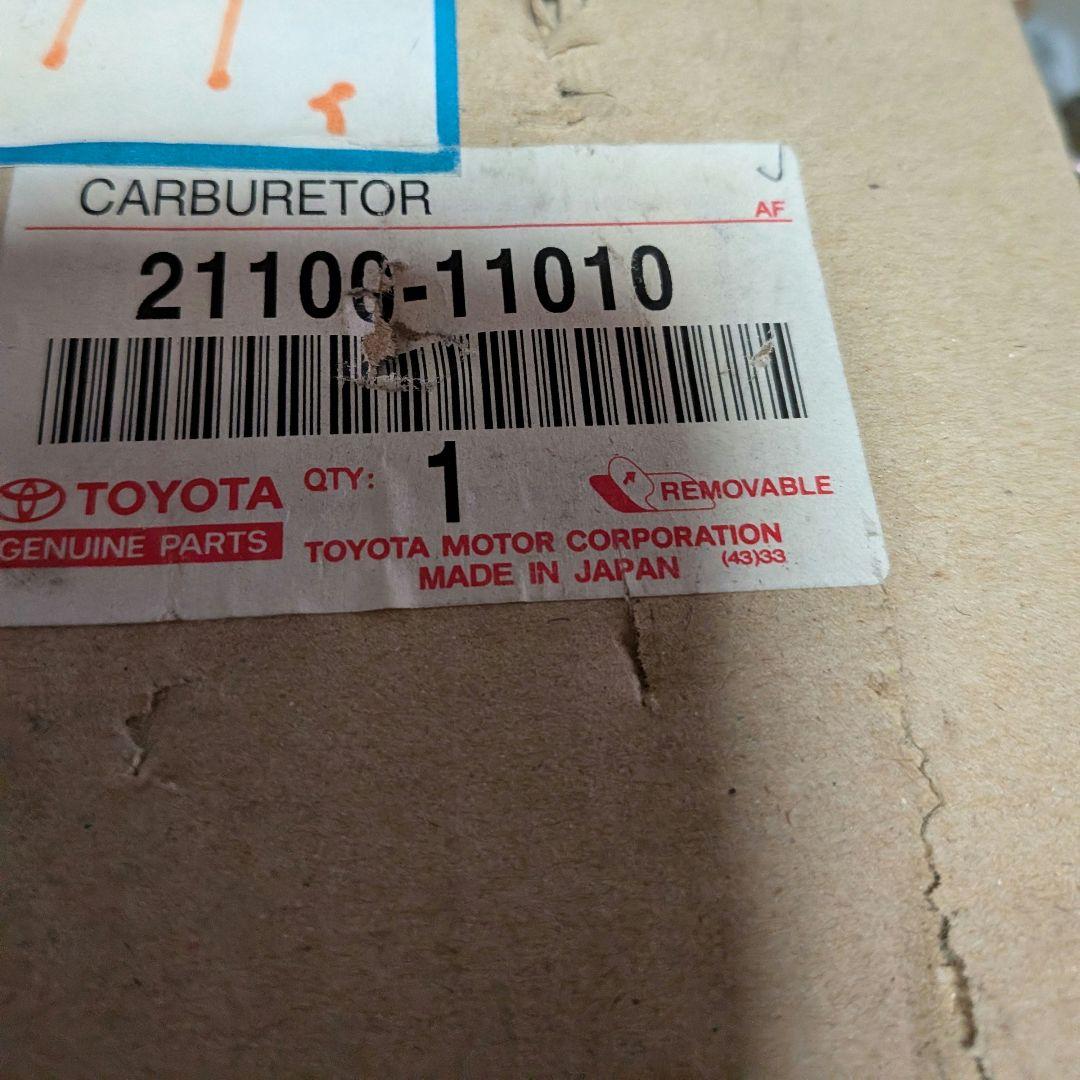 CARBURETOR
AF
21100-11010
TOYOTA
GENUINE PARTS
QTY: 1
REMOVABLE
TOYOTA MOTOR CORPORATION
MADE IN JAPAN (43)33